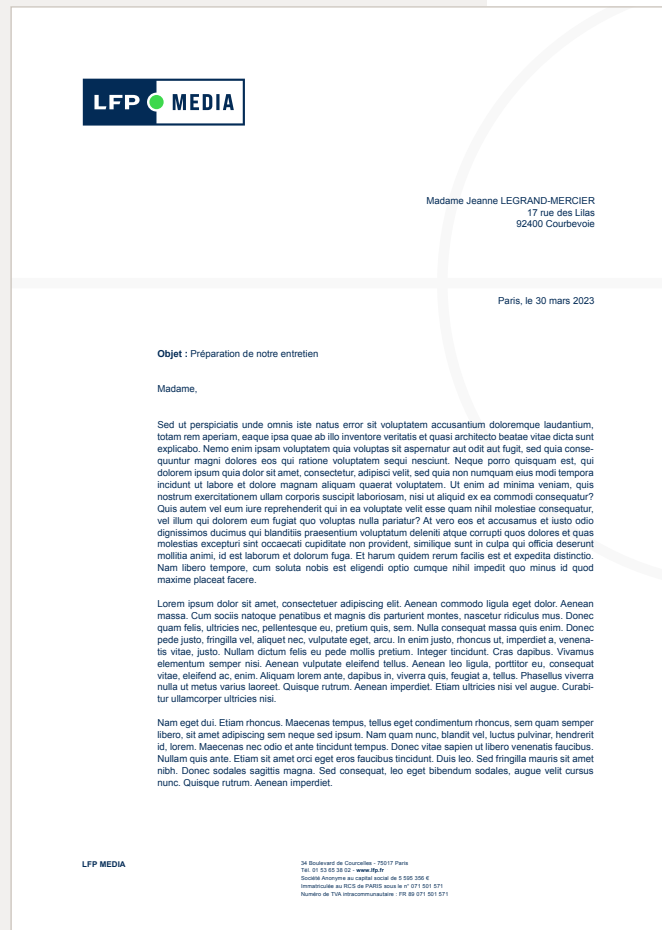 LFP MEDIA
Madame Jeanne LEGRAND-MERCIER
17 rue des Lilas
92400 Courbevoie
Paris, le 30 mars 2023
Objet : Préparation de notre entretien
Madame,
Sed ut perspiciatis unde omnis iste natus error sit voluptatem accusantium doloremque laudantium,
totam rem aperiam, eaque ipsa quae ab illo inventore veritatis et quasi architecto beatae vitae dicta sunt
explicabo. Nemo enim ipsam voluptatem quia voluptas sit aspernatur aut odit aut fugit, sed quia conse-
quuntur magni dolores eos qui ratione voluptatem sequi nesciunt. Neque porro quisquam est, qui
dolorem ipsum quia dolor sit amet, consectetur, adipisci velit, sed quia non numquam eius modi tempora
incidunt ut labore et dolore magnam aliquam quaerat voluptatem. Ut enim ad minima veniam, quis
nostrum exercitationem ullam corporis suscipit laboriosam, nisi ut aliquid ex ea commodi consequatur?
Quis autem vel eum iure reprehenderit qui in ea voluptate velit esse quam nihil molestiae consequatur,
vel illum qui dolorem eum fugiat quo voluptas nulla pariatur? At vero eos et accusamus et iusto odio
dignissimos ducimus qui blanditiis praesentium voluptatum deleniti atque corrupti quos dolores et quas
molestias excepturi sint occaecati cupiditate non provident, similique sunt in culpa qui officia deserunt
mollitia animi, id est laborum et dolorum fuga. Et harum quidem rerum facilis est et expedita distinctio.
Nam libero tempore, cum soluta nobis est eligendi optio cumque nihil impedit quo minus id quod
maxime placeat facere.
Lorem ipsum dolor sit amet, consectetuer adipiscing elit. Aenean commodo ligula eget dolor. Aenean
massa. Cum sociis natoque penatibus et magnis dis parturient montes, nascetur ridiculus mus. Donec
quam felis, ultricies nec, pellentesque eu, pretium quis, sem. Nulla consequat massa quis enim. Donec
pede justo, fringilla vel, aliquet nec, vulputate eget, arcu. In enim justo, rhoncus ut, imperdiet a, venena-
tis vitae, justo. Nullam dictum felis eu pede mollis pretium. Integer tincidunt. Cras dapibus. Vivamus
elementum semper nisi. Aenean vulputate eleifend tellus. Aenean leo ligula, porttitor eu, consequat
vitae, eleifend ac, enim. Aliquam lorem ante, dapibus in, viverra quis, feugiat a, tellus. Phasellus viverra
nulla ut metus varius laoreet. Quisque rutrum. Aenean imperdiet. Etiam ultricies nisi vel augue. Curabi-
tur ullamcorper ultricies nisi.
Nam eget dui. Etiam rhoncus. Maecenas tempus, tellus eget condimentum rhoncus, sem quam semper
libero, sit amet adipiscing sem neque sed ipsum. Nam quam nunc, blandit vel, luctus pulvinar, hendrerit
id, lorem. Maecenas nec odio et ante tincidunt tempus. Donec vitae sapien ut libero venenatis faucibus.
Nullam quis ante. Etiam sit amet orci eget eros faucibus tincidunt. Duis leo. Sed fringilla mauris sit amet
nibh. Donec sodales sagittis magna. Sed consequat, leo eget bibendum sodales, augue velit cursus
nunc. Quisque rutrum. Aenean imperdiet.
LFP MEDIA
34 Boulevard de Courcelles - 75017 Paris
Tél. 01 53 65 38 02 - www.lfp.fr
Société Anonyme au capital social de 5 595 356 €
Immatriculée au RCS de PARIS sous le n° 071 501 571
Numéro de TVA intracommunautaire : FR 89 071 501 571